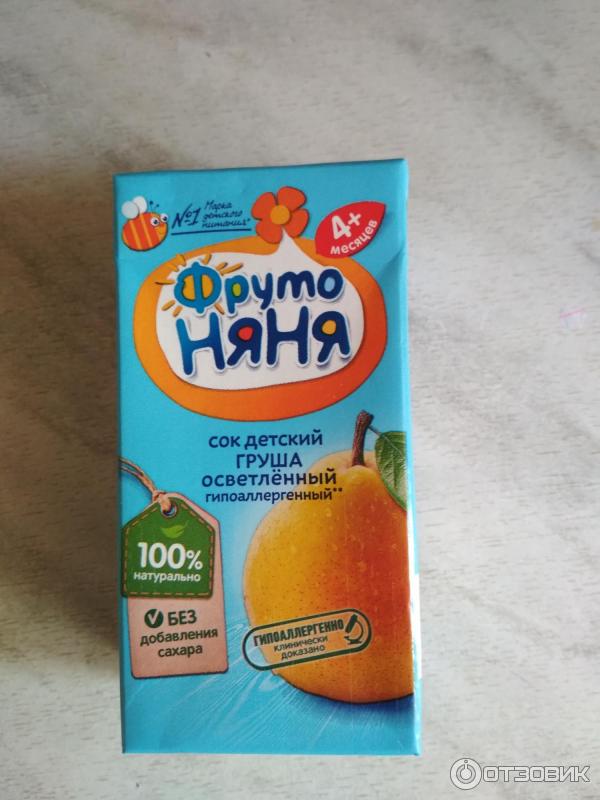 №1 Марка
детского
питания*
4+
месяцев
Фруто
няня
сок детский
ГРУША
осветлённый
гипоаллергенный**
100%
натурально
БЕЗ
добавления
сахара
ГИПОАЛЛЕРГЕННО
клинически
доказано
ОТЗОВИК